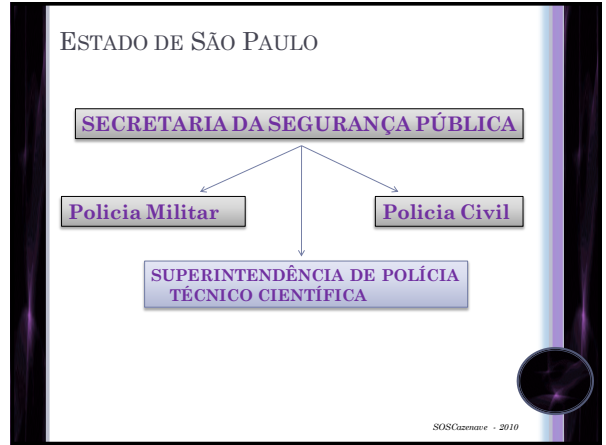 ESTADO DE SÃO PAULO
SECRETARIA DA SEGURANÇA PÚBLICA
Policia Militar
Policia Civil
SUPERINTENDÊNCIA DE POLÍCIA
TÉCNICO CIENTÍFICA
SOSCazenave - 2010